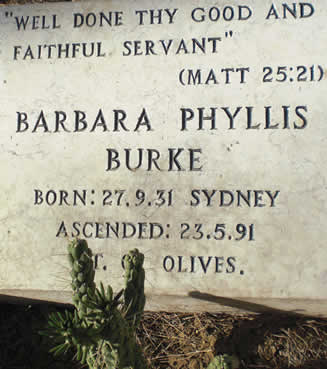 "WELL DONE THY GOOD AND
FAITHFUL SERVANT"
(MATT 25:21)
BARBARA PHYLLIS
BURKE
BORN: 27.9.31 SYDNEY
ASCENDED: 23.5.91
OLIVES.